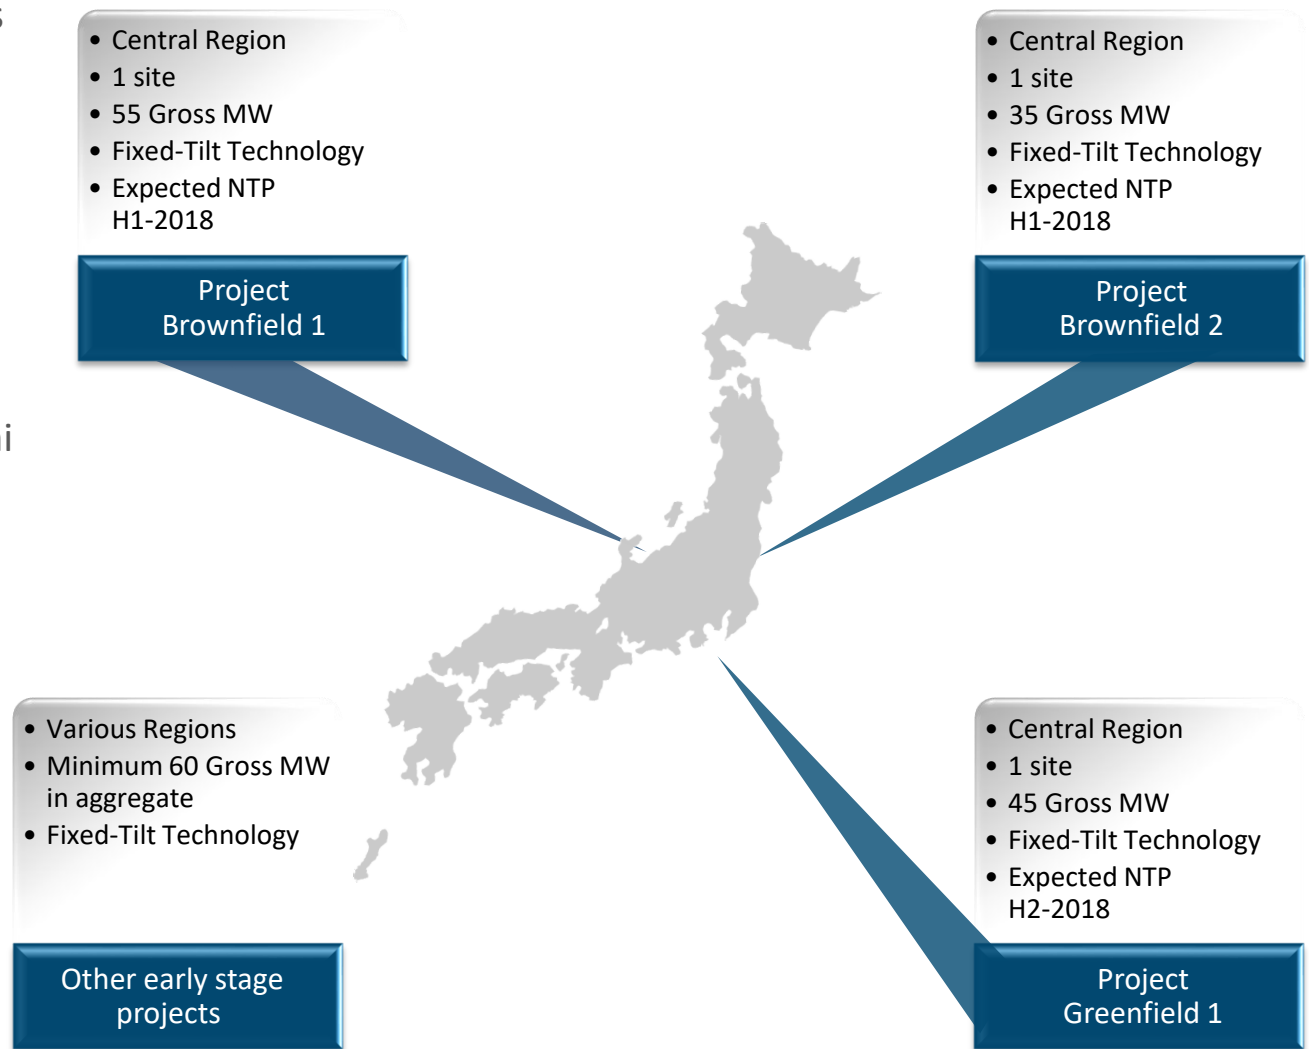 s
• Central Region
• 1 site
• 55 Gross MW
• Fixed-Tilt Technology
• Expected NTP
H1-2018
Project
Brownfield 1
• Central Region
• 1 site
• 35 Gross MW
• Fixed-Tilt Technology
• Expected NTP
H1-2018
Project
Brownfield 2
ni
• Various Regions
• Minimum 60 Gross MW
in aggregate
• Fixed-Tilt Technology
Other early stage
projects
• Central Region
• 1 site
• 45 Gross MW
• Fixed-Tilt Technology
• Expected NTP
H2-2018
Project
Greenfield 1